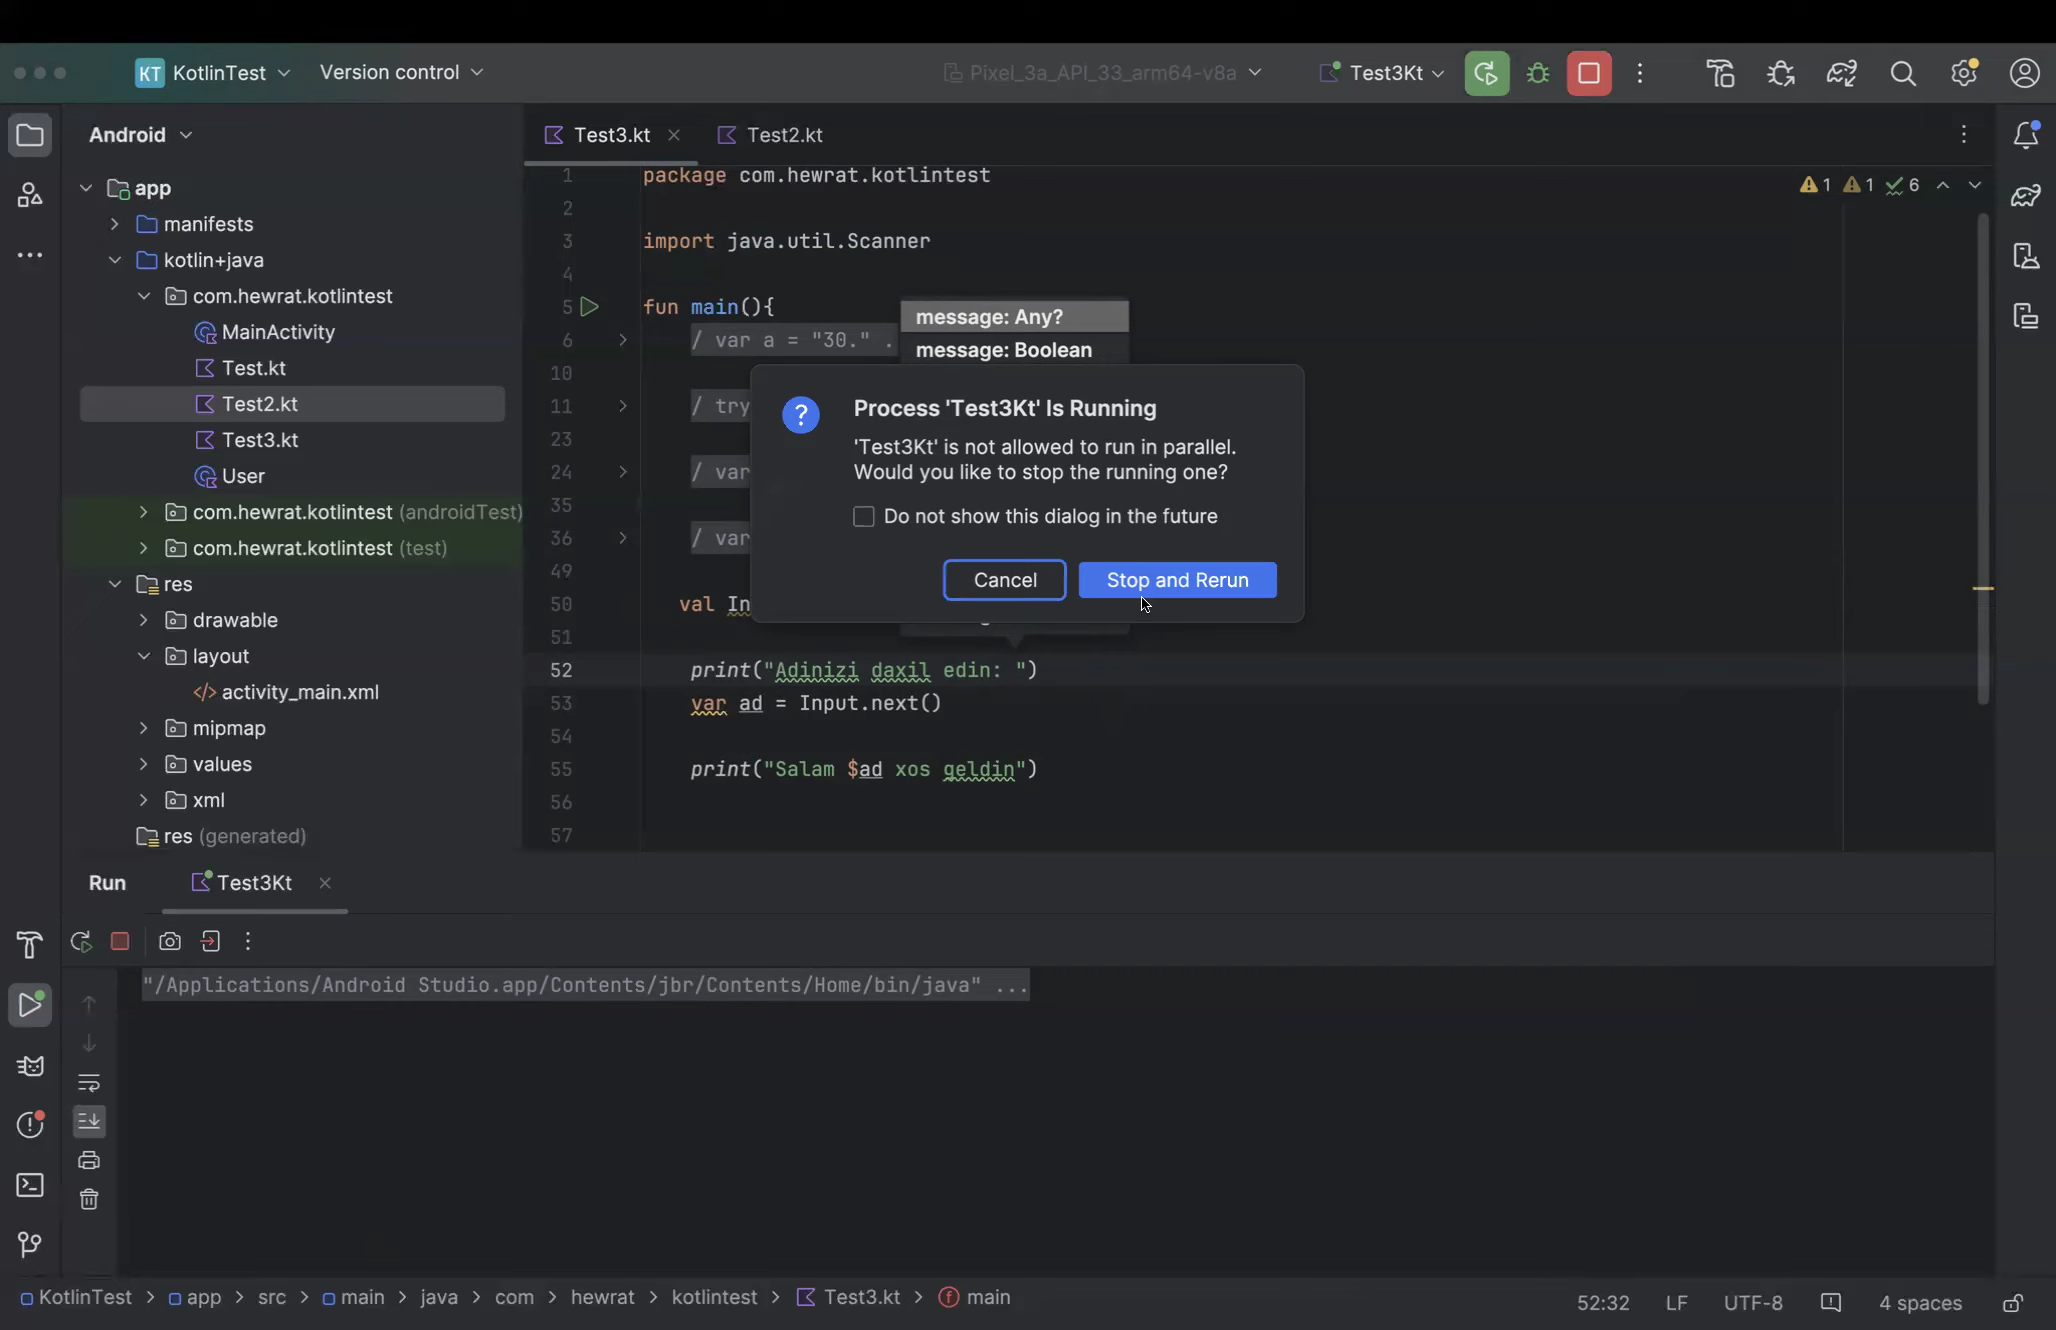 KT KotlinTest Version control Pixel_3a_API_33_arm64-v8a Test3Kt
Android
app
manifests
kotlin+java
com.hewrat.kotlintest
MainActivity
Test.kt
Test2.kt
Test3.kt
User
com.hewrat.kotlintest (androidTest)
com.hewrat.kotlintest (test)
res
drawable
layout
activity_main.xml
mipmap
values
xml
res (generated)
Test3.kt Test2.kt
1 1 6
1 package com.hewrat.kotlintest
2
3 import java.util.Scanner
4
5 fun main(){
6 / var a = "30." .
10
11 / try
23
24 / var
35
36 / var
49
50 val In
51
52 print("Adinizi daxil edin: ")
53 var ad = Input.next()
54
55 print("Salam $ad xos geldin")
56
57
message: Any?
message: Boolean
Process 'Test3Kt' Is Running
'Test3Kt' is not allowed to run in parallel.
Would you like to stop the running one?
Do not show this dialog in the future
Cancel Stop and Rerun
Run Test3Kt
"/Applications/Android Studio.app/Contents/jbr/Contents/Home/bin/java" ...
KotlinTest > app > src > main > java > com > hewrat > kotlintest > Test3.kt > main
52:32 LF UTF-8 4 spaces